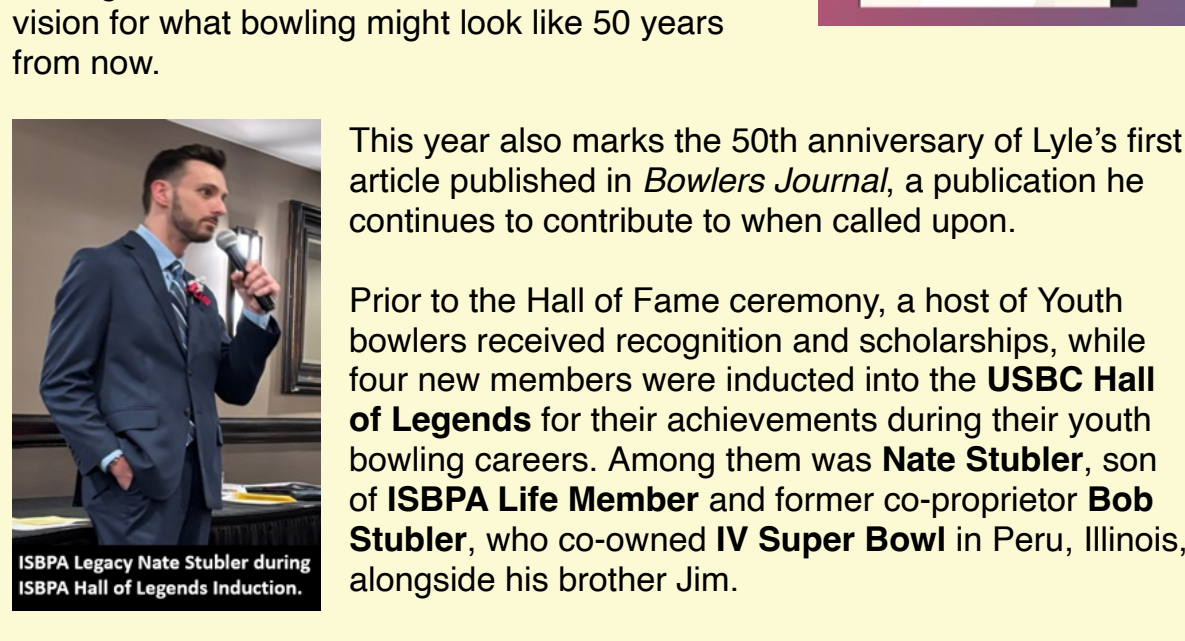 vision for what bowling might look like 50 years
from now.
This year also marks the 50th anniversary of Lyle’s first
article published in Bowlers Journal, a publication he
continues to contribute to when called upon.
Prior to the Hall of Fame ceremony, a host of Youth
bowlers received recognition and scholarships, while
four new members were inducted into the USBC Hall
of Legends for their achievements during their youth
bowling careers. Among them was Nate Stubler, son
of ISBPA Life Member and former co-proprietor Bob
Stubler, who co-owned IV Super Bowl in Peru, Illinois,
alongside his brother Jim.
ISBPA Legacy Nate Stubler during
ISBPA Hall of Legends Induction.